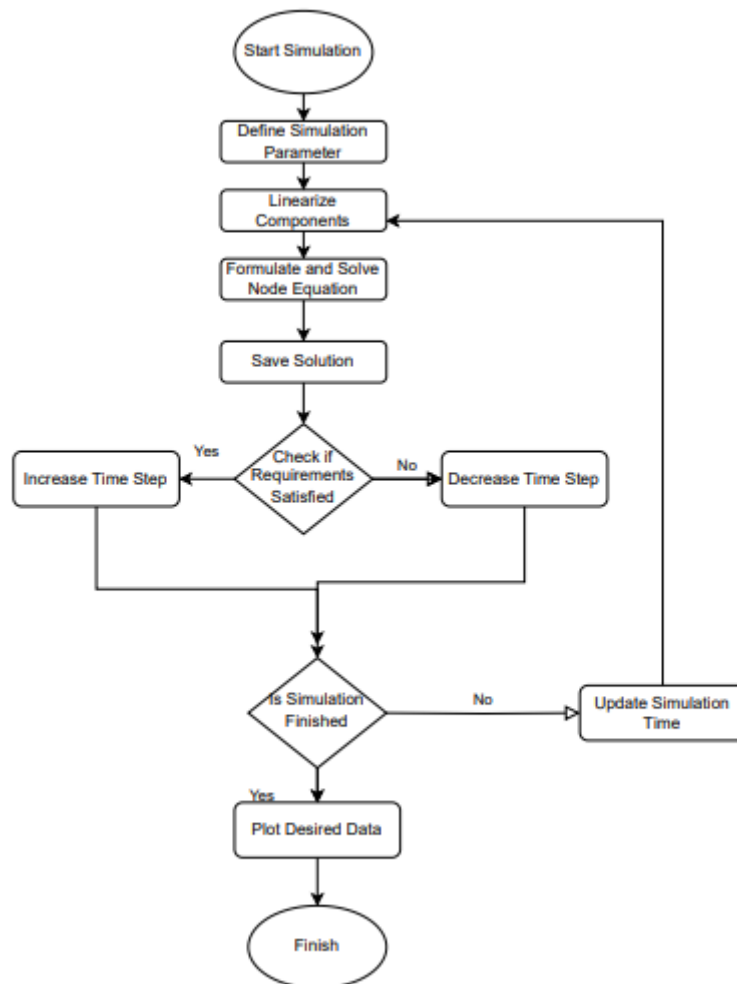 Start Simulation
Define Simulation
Parameter
Linearize
Components
Formulate and Solve
Node Equation
Save Solution
Yes
Check if
Requirements
Satisfied
No
Increase Time Step
Decrease Time Step
Is Simulation
Finished
No
Update Simulation
Time
Yes
Plot Desired Data
Finish